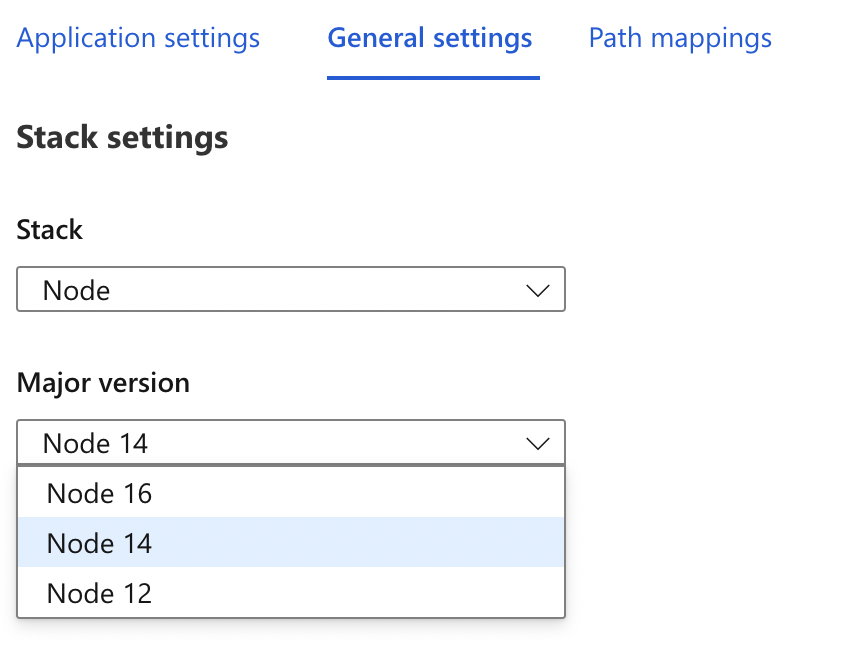 Application settings General settings Path mappings
Stack settings
Stack
Node
Major version
Node 14
Node 16
Node 14
Node 12